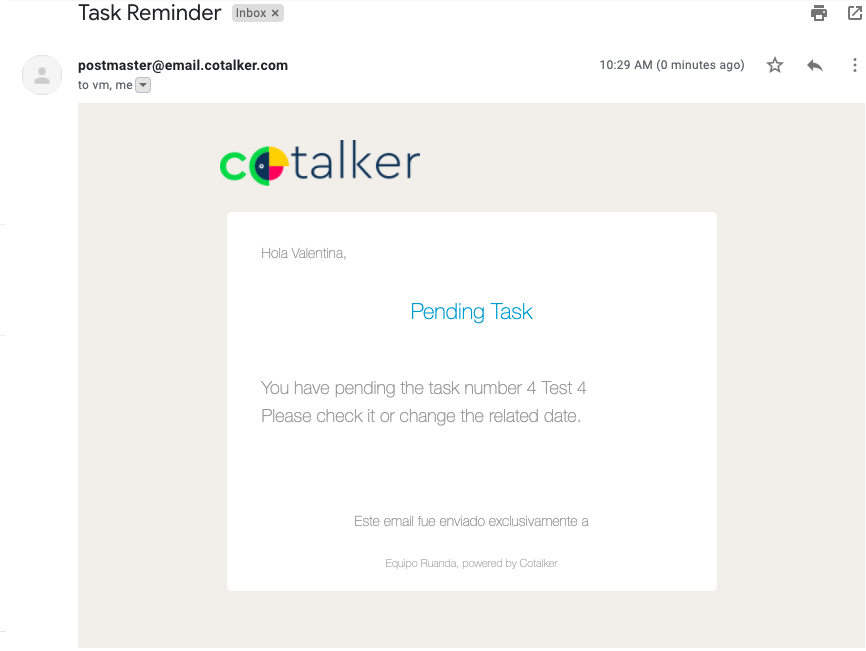 Task Reminder Inbox ×
postmaster@email.cotalker.com 10:29 AM (0 minutes ago)
to vm, me
cotalker
Hola Valentina,
Pending Task
You have pending the task number 4 Test 4
Please check it or change the related date.
Este email fue enviado exclusivamente a
Equipo Ruanda, powered by Cotalker